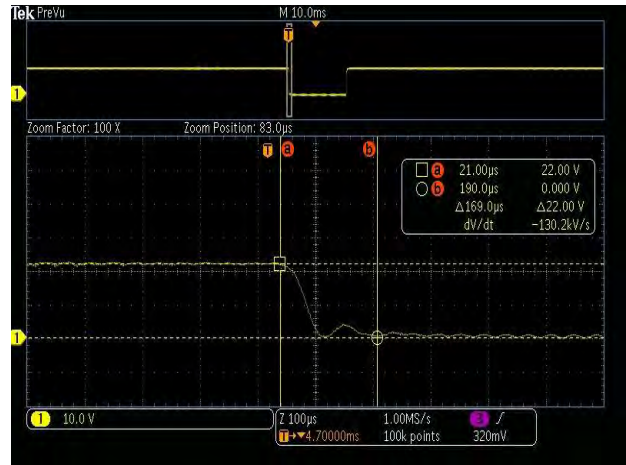 Tek PreVu M 10.0ms
T
1
Zoom Factor: 100 X Zoom Position: 83.0µs
T a b
a 21.00µs 22.00 V
b 190.0µs 0.000 V
Δ169.0µs Δ22.00 V
dV/dt −130.2kV/s
1
1 10.0 V
Z 100µs 1.00MS/s 3
T→▼4.70000ms 100k points 320mV